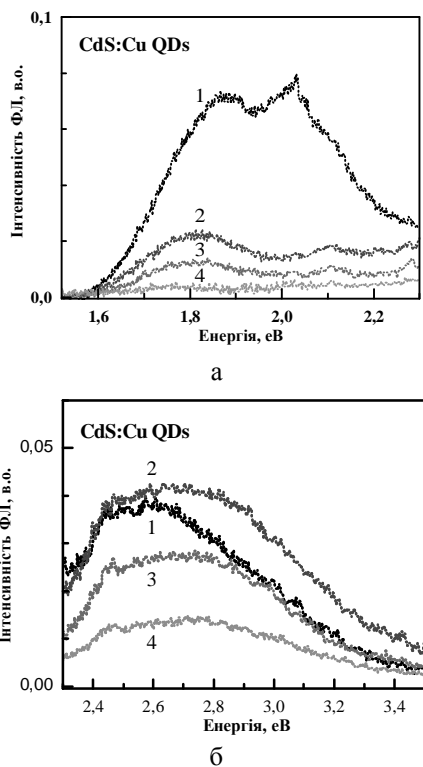 0,1
CdS:Cu QDs
1
2
3
4
0,0
1,6 1,8 2,0 2,2
Енергія, еВ
Інтенсивність ФЛ, в.о.
а
CdS:Cu QDs
0,05
2
1
3
4
0,00
2,4 2,6 2,8 3,0 3,2 3,4
Енергія, еВ
Інтенсивність ФЛ, в.о.
б